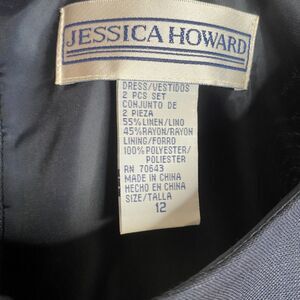 JESSICA HOWARD
DRESS/VESTIDOS
2 PCS SET
CONJUNTO DE
2 PIEZA
55% LINEN/LINO
45% RAYON/RAYON
LINING/FORRO
100% POLYESTER/
POLIESTER
RN 70643
MADE IN CHINA
HECHO EN CHINA
SIZE/TALLA
12